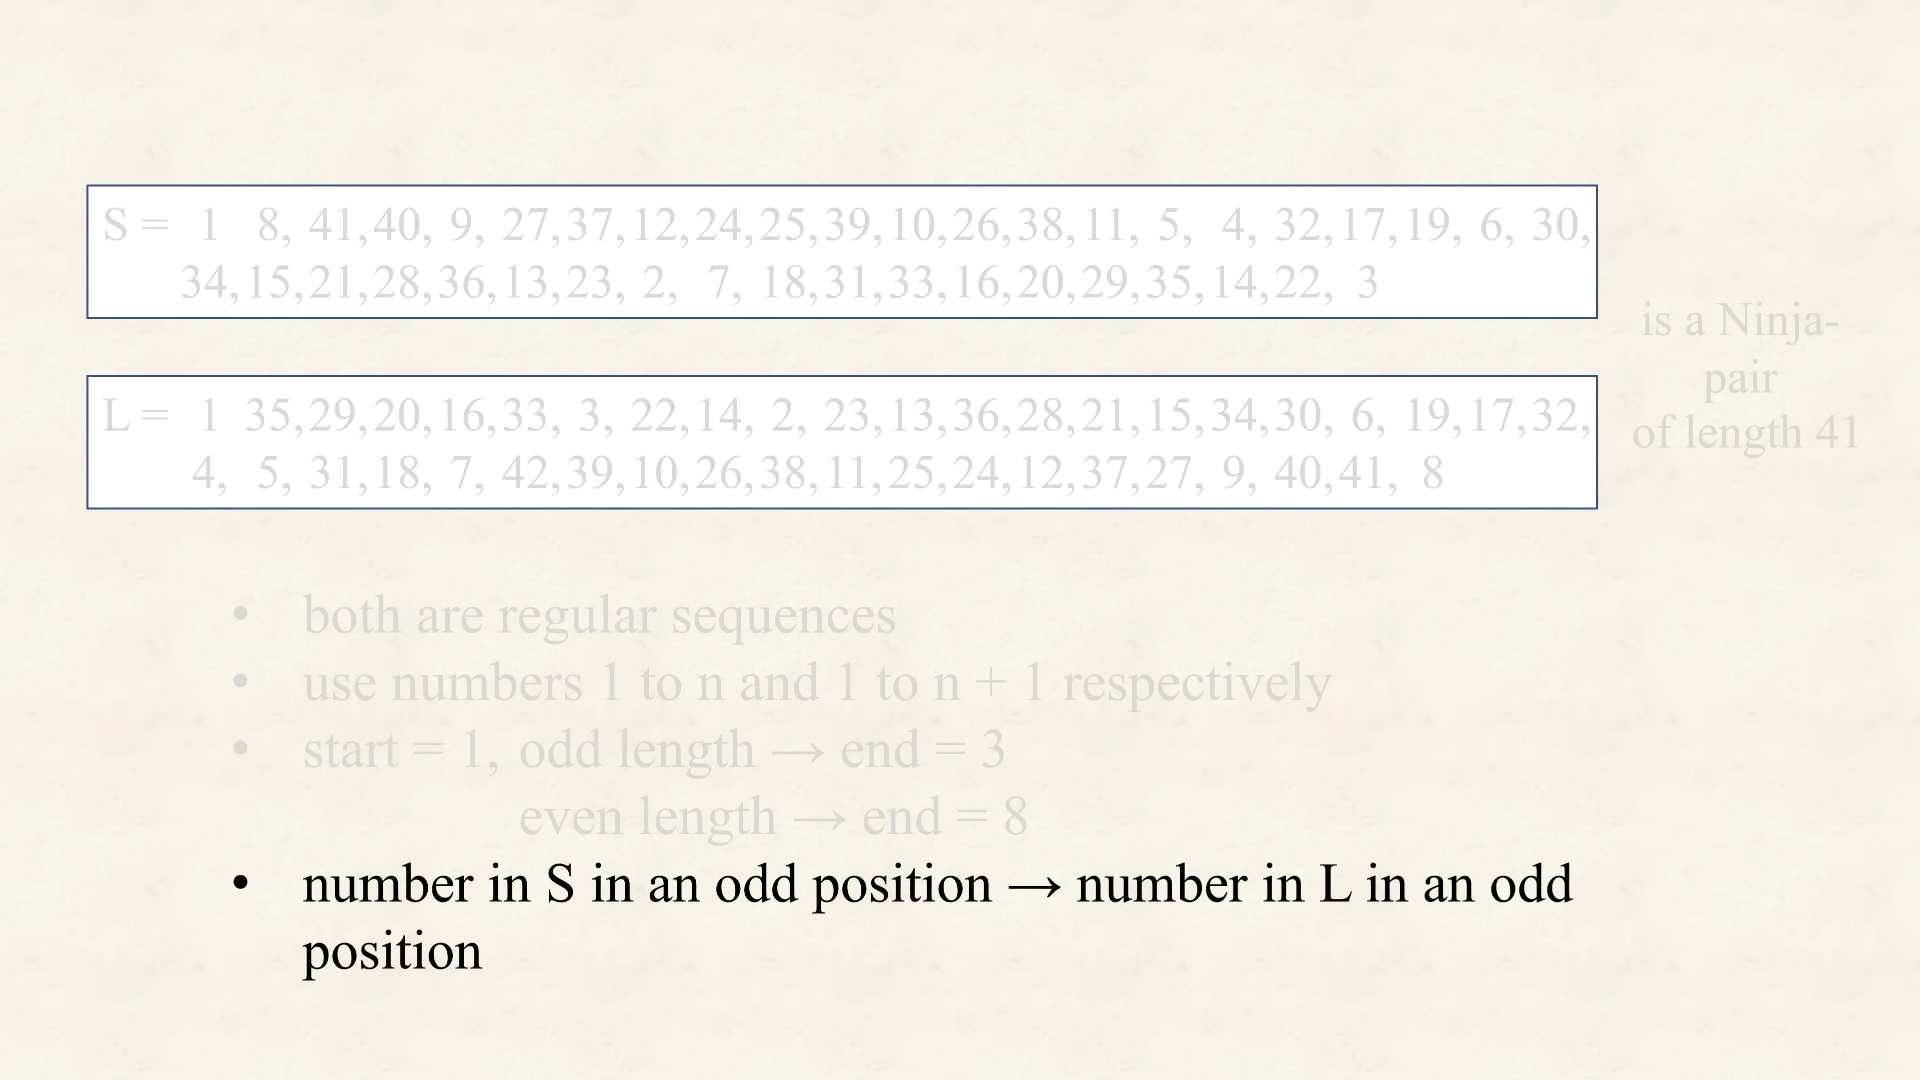 S = 1 8, 41,40, 9, 27,37,12,24,25,39,10,26,38,11, 5, 4, 32,17,19, 6, 30,
34,15,21,28,36,13,23, 2, 7, 18,31,33,16,20,29,35,14,22, 3
is a Ninja-
pair
of length 41
L = 1 35,29,20,16,33, 3, 22,14, 2, 23,13,36,28,21,15,34,30, 6, 19,17,32,
4, 5, 31,18, 7, 42,39,10,26,38,11,25,24,12,37,27, 9, 40,41, 8
• both are regular sequences
• use numbers 1 to n and 1 to n + 1 respectively
• start = 1, odd length → end = 3
even length → end = 8
• number in S in an odd position → number in L in an odd
position